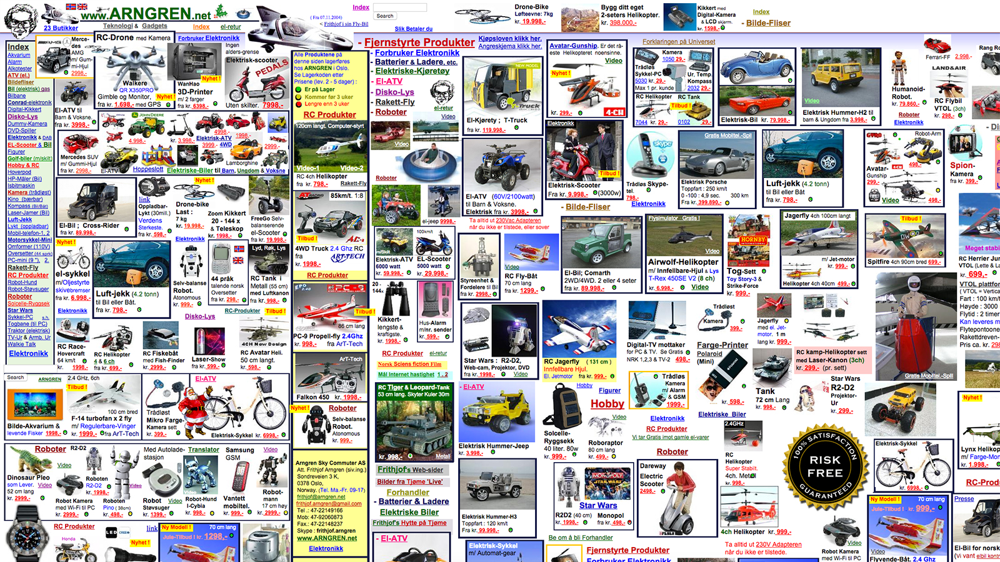 www.ARNGREN.net
23 Butikker
Teknologi & Gadgets
Index
el-retur
( Fra 07.11.2004)
< Frithjof i sin Fly-Bil
Index
Search
Slik Betaler du
Drone-Bike
Løfteevne: 7kg
kr. 19.998,-
Bygg ditt eget
2-seters Helikopter.
kr. 398.000,-
Kikkert med
Digital-Kamera
& LCD skjerm.
kr. 1598,-
Index
- Bilde-Fliser
Index
Akvarium
Alarm
Alkotester
ATV (el.)
Bildefliser
Bil (elektrisk) gas
Bilbane
Conrad-elektronik
Digital-Kikkert
Disko-Lys
Dummy-Kamera
DVD-Spiller
Elektronikk & DAB
EL-Scooter & Bil
Figurer
Golf-biler (m/skilt)
Hobby & RC
Hoverpod
HP-Måler (Bil)
Isbitmaskin
Kamera (trådløst)
Kino (bærbar)
Kompass (Bil/Båt)
Laser-Jamer (Bil)
Luft-Jekk
Lykt (oppladbar)
Mobil-telefon-1, 2
Motorsykkel-Mini
Omformer (110V)
Oversetter (44 sprk)
PC-mini (9 "), 2.
Rakett-Fly
RC Produkter
Robot-Hund
Robot-Støvsuger
Roboter
Solcelle-Ryggsek
Star Wars
Sykkel-PC s.h.
Togbane (til PC)
Traktor (elektrisk)
TV-Ur & Armb. Ur
Walkie Talk
Elektronikk
AMG
Merce-
des
AMG
m/ Gum-
mi-Hjul
2998,-
RC-Drone med Kamera
Walkere
QR X350PRO
Nyhet !
Gimble og Monitor,
fra kr. 1.698,- med GPS
Forbruker Elektronikk
Nyhet !
WanHao
3D-Printer
m/ 2 farger
kr. 6398,-
Ingen
alders-grense
Elektrisk-scooter
PEDALS
Uten skilter. 7998,-
El-ATV til
Barn & Voksne.
fra kr. 3998,-
JOHN DEERE
4.998,-
kr. 3.998,-
Elektrisk-ATV
3999,- 4WD
4998,-
1998,-
2999,-
Lamborghine
Mercedes SUV
m/ Gummi-Hjul
fra kr. 2998,-
El-ATV
Hoppeslott
Elektriske-Biler til Barn, Ungdom & Voksne
El-Bil ; Cross-Rider
fra kr. 89.998,-
link
Oppladbar-
Lykt (30mill.)
Verdens
Sterkeste.
fra kr. 598,-
Nyhet !
Drone-bike
Last :
7 kg
kr. 19.998,-
Elektronikk
Zoom Kikkert
20 - 144 x
& Teleskop
kr. 1998,-
FreeGo Selv-
balanserende
el-Scooter
kr. 19.998,-
Nyhet !
el-sykkel
m/Oljestyrte
skivebremser
kr. 6.998,-
Elektronikk
Luft-jekk (4.2 tonn)
til Bil eller Båt.
fra kr. 798,-
Selv-balanse
Robot.
Atonomous
kr. 999,-
44 pråk
talende norsk
Oversetter
fra kr. 298,-
Lyd, Røk, Lys
RC Tank i
Metall (55 cm)
med Luftkanon
fra kr. 998,-
RC-Produkter
Tilbud !
Disko-Lys
RC Race-
Hovercraft
64 km/t
kr. 1998,-
RC Helikopter
4 & 6 ch
fra kr. 699,-
RC Fiskebåt
med Fish-Finder
kr. 2999,-
Laser-Show
fra kr. 599,-
4CH New Design
RC Avatar Heli.
50 cm langt.
kr. 598,-
Search
ARNGREN
Bilde-Akvarium &
levende Fisker 1998,-
2.4 GHz, 6ch
Tilbud !
100 cm bred
F-14 turbofan x 2 fly
m/ Regulerbare-Vinger
kr. 1999,- fra ArT-Tech
Trådløst
Mikro Farge-
Kamera sett
kr. 399,-
El-ATV
Elektrisk-Sykkel kr. 6998,-
Roboter
Video
Dinosaur Pleo
som Lever. Video
52 cm lang
kr. 2999,-
R2-D2
Roboten
R2-D2
kr. 1998,-
Robot Kamera
med Wi-Fi til PC
kr. 2999,-
Video
Roboten
Pino ( 38cm)
kr. 498,-
Med Autolade-
stasjon
Robot
Støvsuger
Video
kr. 1399,-
Translator
Video
Robot-Hund
I-Cybia
kr. 998,-
Samsung
GSM
Vanntett
mobiltel.
kr. 999,-
Video
Robot-
mann
17 cm høy
kr. 2999,-
RC Produkter
Honda
LED
CREE
link
Nyhet !
Ny Modell !
70 cm lang
Jule-Tilbud ! kr. 1298,-
Alle Produktene på
denne siden lagerføres
hos ARNGREN i Oslo.
Se Lagerkoden etter
Prisene (lev. 2 - 5 dager) :
Er på Lager
Kommer før 3 uker
Lengre enn 3 uker
RC Produkter
120cm langt. Computer-styrt
Video-1 Video-2
RC 4ch Helikopter
fra kr. 798,- Rakett-Fly
AT RACING
85km/t. 1:8
Tilbud !
4WD Truck 2.4 Ghz RC
fra
kr. 1998,-
ART-TECH
RC Produkter
EPO 2.4G
RC PC-9
Tilbud !
86 cm lang
PC-9 Propell-fly 2.4Ghz
kr. 998,- fra ArT-Tech
ArT-Tech
Falkon 450 kr. 1998,-
Nyhet !
Roboter
Selv-balanse
Robot.
Atonomous
kr. 999,-
Arngren Sky Commuter AS
Att. Frithjof Arngren (siv.ing.)
Sondreveien 3 K,
0378 Oslo,
Norway. (Tel. Ma.-Fr. 09-17)
frithjof@arngren.net
frithjof.arngren@gmail.com
Tel .: 47-22149166
Mob: 47-92060873
Fax.: 47-22148237
Skype : frithjof.arngren
www.ARNGREN.net
Elektronikk
- Fjernstyrte Produkter
- Forbruker Elektronikk
- Batterier & Ladere, etc.
- Elektriske-Kjøretøy
- El-ATV
- Disko-Lys
- Rakett-Fly
- Roboter
el-retur
Video
Video
Roboter
el-jeep 9998,-
m/Skilt
Elektrisk-ATV
6000 watt
kr. 59.998,-
100km/t
EL-Scooter
5000 watt
kr. 29.998,-
20 -
144x
Kikkert-
lengste &
kraftigste.
kr. 1998,-
Hus-Alarm
m/nr. sender
kr. 599,-
RC Produkter
el-retur
Norsk Sciens fiction Film
Mål Internet hastighet 1 , 2
RC Tiger & Leopard-Tank
53 cm lang. Skyter Kuler 30m
kr. 998,-
Metall
Frithjof's Web-sider
Bilder fra Tjøme 'Live'
Forhandler
- Batterier & Ladere
Elektriske Biler
Frithjof's Hytte på Tjøme
- El-ATV
Kjøpsloven klikk her.
Angreskjema klikk her.
NEW MODEL
T-Truck
El-Kjørety ; T-Truck
fra kr. 119.998,-
El-ATV (60V/2100watt)
til Barn & Voksne.
Elektrisk fra kr. 3998,-
Ta alltid ut 230Vac Adapteren
når du ikke er tilstede, eller sover
Styreenhet &
Fordelere til Bil
fra kr. 2998,-
Video
RC Fly-Båt
70 cm lang
kr. 1299,-
Star Wars : R2-D2,
Web-cam, Projektor, DVD
fra kr. 1998,- Video
- El-ATV
Elektrisk Hummer-Jeep
kr. 3.998,-
Elektrisk Hummer-H3
Toppfart : 120 km/t
Fra kr. 99.998,-
Elektrisk-Sykkel
m/ Automat-gear
Avatar-Gunship. Er det rå-
este Helikopteret noensinne.
Video
Nyhet !
kr. 299,-
4-CH
Elektronikk
Tilbud !
Elektrisk-Scooter
Fra kr. 9.998,- (3000w)
- Bilde-Fliser
El-Bil; Comarth
2WD/4WD. 2 eller 4 seter
fra kr. 89.998,-
RC Jagerfly ( 131 cm )
Innfellbare Hjul.
El. Jetmotor fra kr. 999,-
Hobby
Figurer
Hobby
Solcelle-
Ryggsekk
40 liter. 80w
kr. 999,-
Video
Roboraptor
80 cm lang
kr. 499,-
MONOPOLY
STAR WARS
Star Wars
R2D2 (40 cm)
kr. 1998,-
Monopol
fra kr. 498,-
Be om å bli Forhandler
Fjernstyrte Produkter
Forbruker Elektronikk
Forklaringen på Universet
Kamera
1050 29,-
Trådløs
Sykkel-PC
5030 kr. 29,-
Max 1 pr. kunde
Ur, Temp.
Kompass
2032 29,-
RC Helikopter
7044 kr. 29,-
RC Tank
Tilbud !
0102 kr. 29,-
skype
Trådløs Skype-
tel.
798,-
Elektronikk
Gratis Mobiltel.-Spill
Elektrisk Porsche
Toppfart : 250 km/t
0 -100 : 4,9 sec. 300 km
Fra kr. 399.890,-
Flysimulator Gratis !
Video
Airwolf-Helikopter
m/ Innfellbare-Hjul & Lys
T-Rex 450SE V2 (8 ch)
kr. 6.998,- Video
Digital-TV mottaker
for PC & TV. Se Gratis
NRK 1,2,3 & TV-2 498,-
Trådløst
Kamera
399,-
Farge-Printer
Polaroid
(Mini)
kr. 598,-
Trådløs
Kamera
m/ Alarm
& GSM
1999,-
Elektronikk
RC Produkter
Vi tar Gratis imot gamle el-varer
Roboter
Elektriske Biler
Dareway
Electric
Scooter
2498,-
2.4GHz
RC
Helikopter
Super Stabilt.
4ch. Metall
kr. 998,-
4ch Helikopter kr. 999,-
Ta alltid ut 230V Adapteren
når du ikke er tilstede.
Elektrisk-Bil kr. 79.998,-
Luft-jekk (4.2 tonn)
til Bil eller Båt
fra kr. 798,-
HORNBY
INTERNATIONAL
Tog-Sett
Toy Story-3 &
Strike-Force
kr. 999,-
Jagerfly 4ch 100cm langt
m/ Jet-motor
kr. 999,-
Helikopter 4ch 40cm 499,-
Jagerfly
med el. Jet-
motor. 1 m
lang kr. 999,-
RC kamp-Helikopter sett
med Laser-Kanon (3ch)
kr. 299,- (pr. sett)
Tank
72 cm Lang
kr. 998,-
Star Wars
R2-D2
Projektor-
Ur
kr. 299,-
100% SATISFACTION
RISK
FREE
GUARANTEED
Video
Elektrisk Hummer-H2 til
barn & Ungdom fra kr. 3.998,-
GYRO
Robot-Arm
498,-
Avatar-
Gunship
299,-
4-CH
Video
498,-
Tilbud !
Spitfire 4ch 90cm bred 699,-
Gratis Mobiltel.-Spill
Elektrisk-Sykkel
kr. 6998,-
Robot Kamera
med Wi-Fi til PC
Video
Ny Modell !
70 cm lang
Jule-Tilbud ! kr. 999,-
Video
Flyvende-Båt. 2.4 Ghz
Ferrari-FF 2.998,-
Humanoid-
Robot.
kr. 79.860,-
Roboter
Elektronikk
LAND&AIR
RC Flybil
VTOL (3ch)
kr. 298,-
Spion-
Kamera
fra kr. 399,-
Meget stabil
RC Herrier Jum
VTOL (Lette & La
kr. 699,-
VTOL plattfor
( VTOL = Vertica
Fart : 100 km/t
Høyde : 3000
Flytid : 2 timer
Kan leveres m
Flytepontoone
Rakettdreven-
Pris ca. kr. 298
Nyhet !
Lynx Helikop
m/ Farge-Mon
kr. 1.998,-
RC-Produ
Presse
El-Bil for norsk
(Vi vant elbil kontr